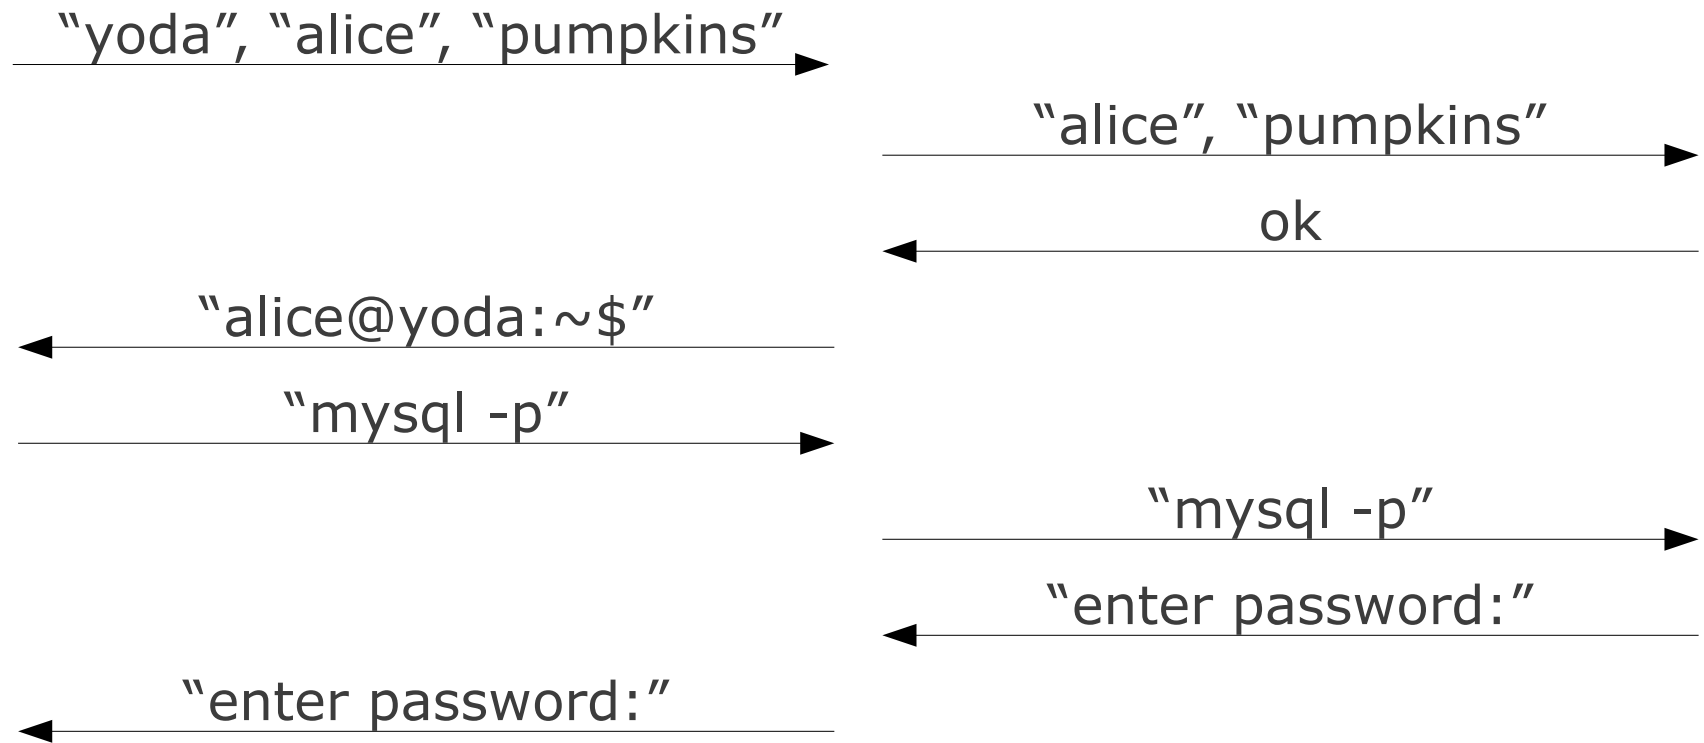 “yoda”, “alice”, “pumpkins”
“alice”, “pumpkins”
ok
“alice@yoda:~$”
“mysql -p”
“mysql -p”
“enter password:”
“enter password:”